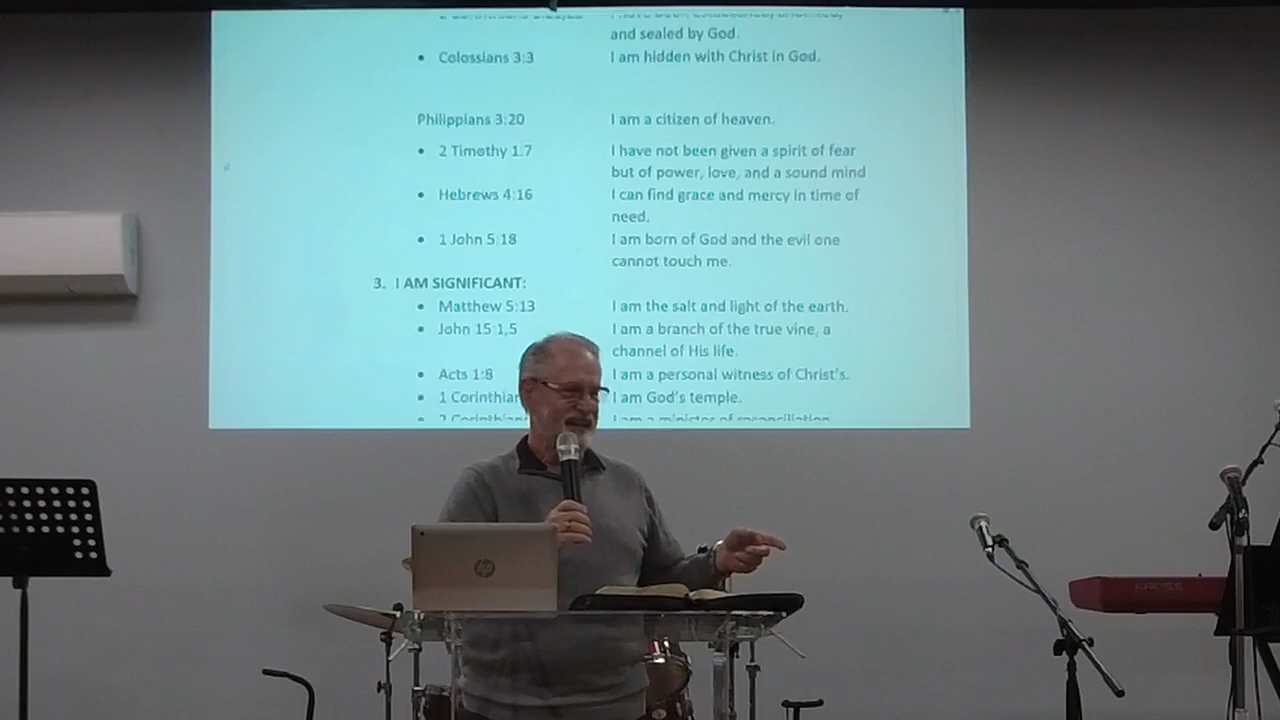 and sealed by God.
• Colossians 3:3 I am hidden with Christ in God.
Philippians 3:20 I am a citizen of heaven.
• 2 Timothy 1:7 I have not been given a spirit of fear
but of power, love, and a sound mind
• Hebrews 4:16 I can find grace and mercy in time of
need.
• 1 John 5:18 I am born of God and the evil one
cannot touch me.
3. I AM SIGNIFICANT:
• Matthew 5:13 I am the salt and light of the earth.
• John 15:1,5 I am a branch of the true vine, a
channel of His life.
• Acts 1:8 I am a personal witness of Christ's.
• 1 Corinthian I am God's temple.
I am a minister of reconciliation
hp